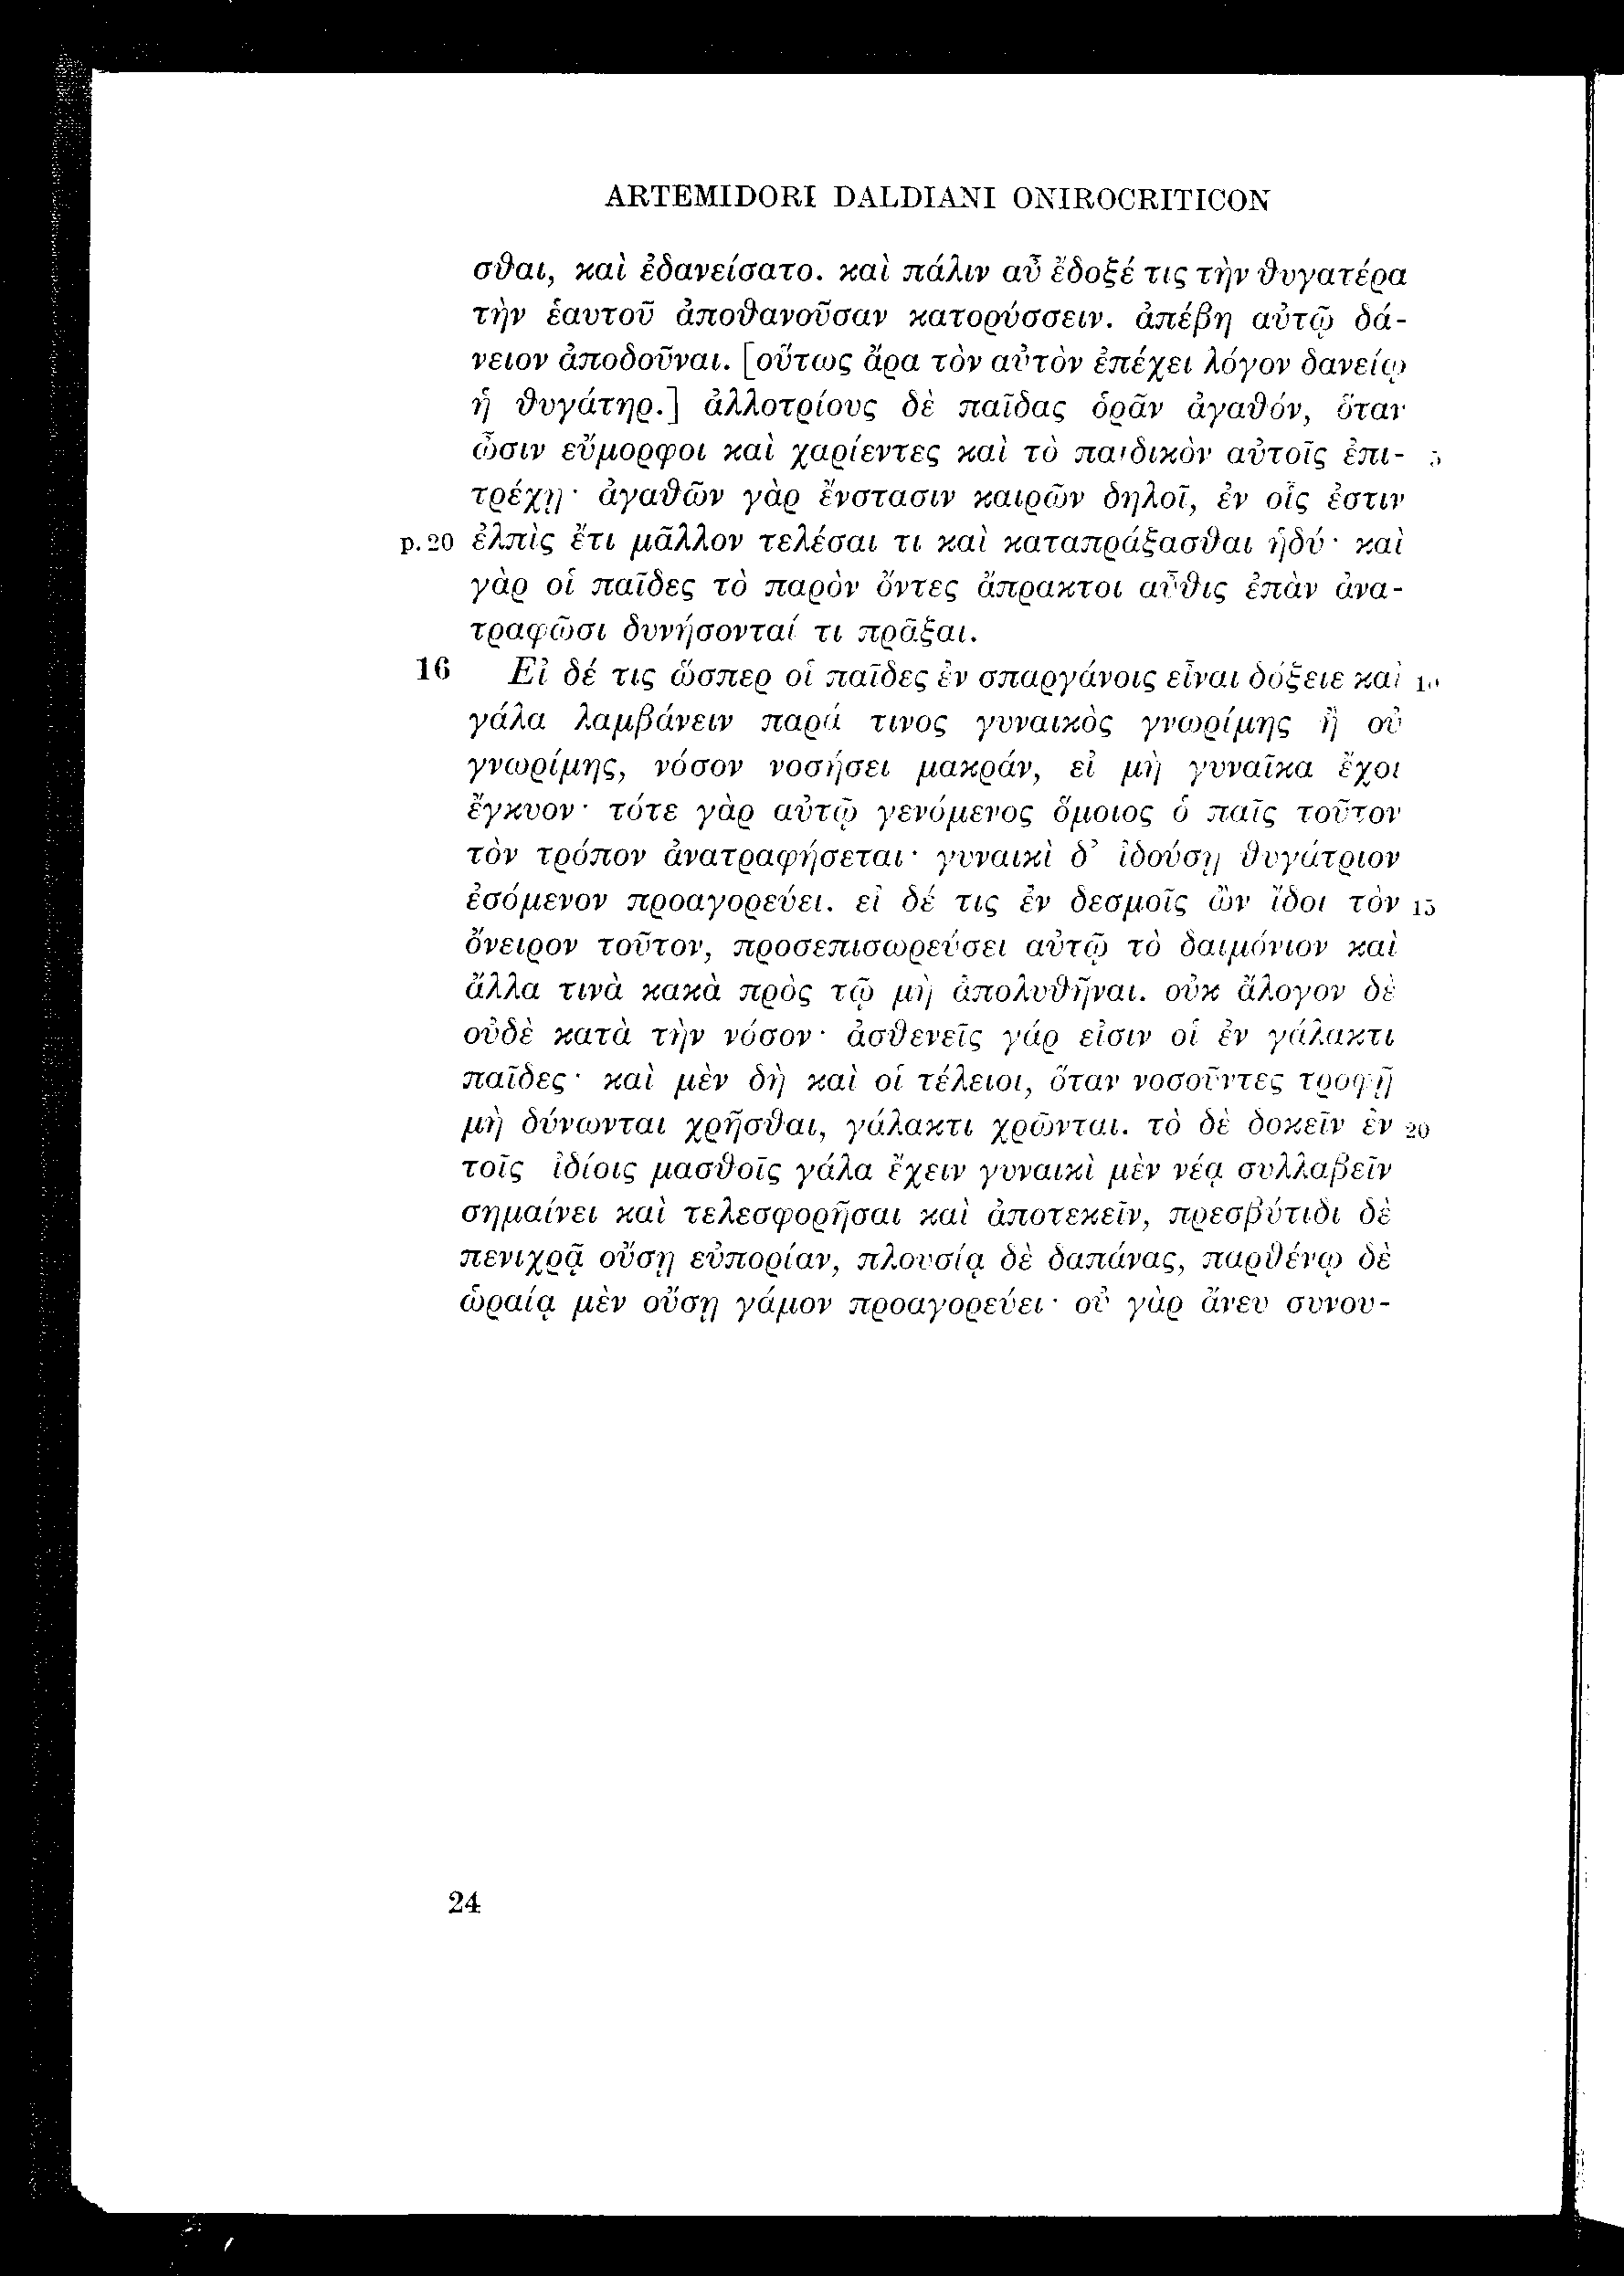 ARTEMIDORI DALDIANI ONIROCRITICON
σϑαι, καὶ ἐδανείσατο. καὶ πάλιν αὖ ἔδοξέ τις τὴν ϑυγατέρα
τὴν ἑαυτοῦ ἀποϑανοῦσαν κατορύσσειν. ἀπέβη αὐτῷ δά-
νειον ἀποδοῦναι. [οὕτως ἄρα τὸν αὐτὸν ἐπέχει λόγον δανείῳ
ἡ ϑυγάτηρ.] ἀλλοτρίους δὲ παῖδας ὁρᾶν ἀγαϑόν, ὅταν
ὦσιν εὔμορφοι καὶ χαρίεντες καὶ τὸ παιδικὸν αὐτοῖς ἐπι- 5
τρέχῃ· ἀγαϑῶν γὰρ ἔνστασιν καιρῶν δηλοῖ, ἐν οἷς ἐστιν
p. 20 ἐλπὶς ἔτι μᾶλλον τελέσαι τι καὶ καταπράξασϑαι ἡδύ· καὶ
γὰρ οἱ παῖδες τὸ παρὸν ὄντες ἄπρακτοι αὖϑις ἐπὰν ἀνα-
τραφῶσι δυνήσονταί τι πρᾶξαι.
16 Εἰ δέ τις ὥσπερ οἱ παῖδες ἐν σπαργάνοις εἶναι δόξειε καὶ 10
γάλα λαμβάνειν παρά τινος γυναικὸς γνωρίμης ἢ οὐ
γνωρίμης, νόσον νοσήσει μακράν, εἰ μὴ γυναῖκα ἔχοι
ἔγκυον· τότε γὰρ αὐτῷ γενόμενος ὅμοιος ὁ παῖς τοῦτον
τὸν τρόπον ἀνατραφήσεται· γυναικὶ δ’ ἰδούσῃ ϑυγάτριον
ἐσόμενον προαγορεύει. εἰ δέ τις ἐν δεσμοῖς ὢν ἴδοι τὸν 15
ὄνειρον τοῦτον, προσεπισωρεύσει αὐτῷ τὸ δαιμόνιον καὶ
ἄλλα τινὰ κακὰ πρὸς τῷ μὴ ἀπολυϑῆναι. οὐκ ἄλογον δὲ
οὐδὲ κατὰ τὴν νόσον· ἀσϑενεῖς γάρ εἰσιν οἱ ἐν γάλακτι
παῖδες· καὶ μὲν δὴ καὶ οἱ τέλειοι, ὅταν νοσοῦντες τροφῇ
μὴ δύνωνται χρῆσϑαι, γάλακτι χρῶνται. τὸ δὲ δοκεῖν ἐν 20
τοῖς ἰδίοις μασϑοῖς γάλα ἔχειν γυναικὶ μὲν νέᾳ συλλαβεῖν
σημαίνει καὶ τελεσφορῆσαι καὶ ἀποτεκεῖν, πρεσβύτιδι δὲ
πενιχρᾷ οὔσῃ εὐπορίαν, πλουσίᾳ δὲ δαπάνας, παρϑένῳ δὲ
ὡραίᾳ μὲν οὔσῃ γάμον προαγορεύει· οὐ γὰρ ἄνευ συνου-
24